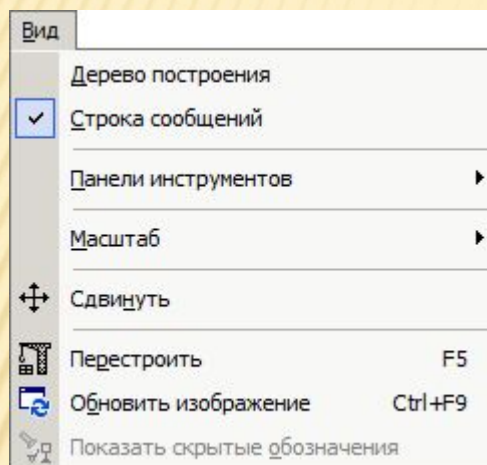 Вид
Дерево построения
Строка сообщений
Панели инструментов
Масштаб
Сдвинуть
Перестроить F5
Обновить изображение Ctrl+F9
Показать скрытые обозначения